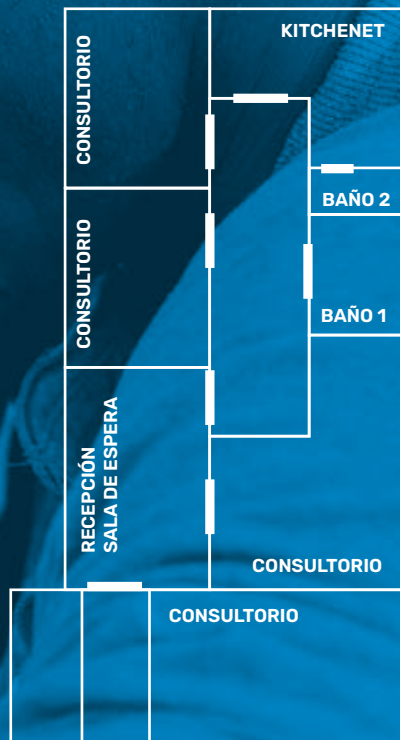 KITCHENET
CONSULTORIO
BAÑO 2
CONSULTORIO
BAÑO 1
RECEPCIÓN
SALA DE ESPERA
CONSULTORIO
CONSULTORIO